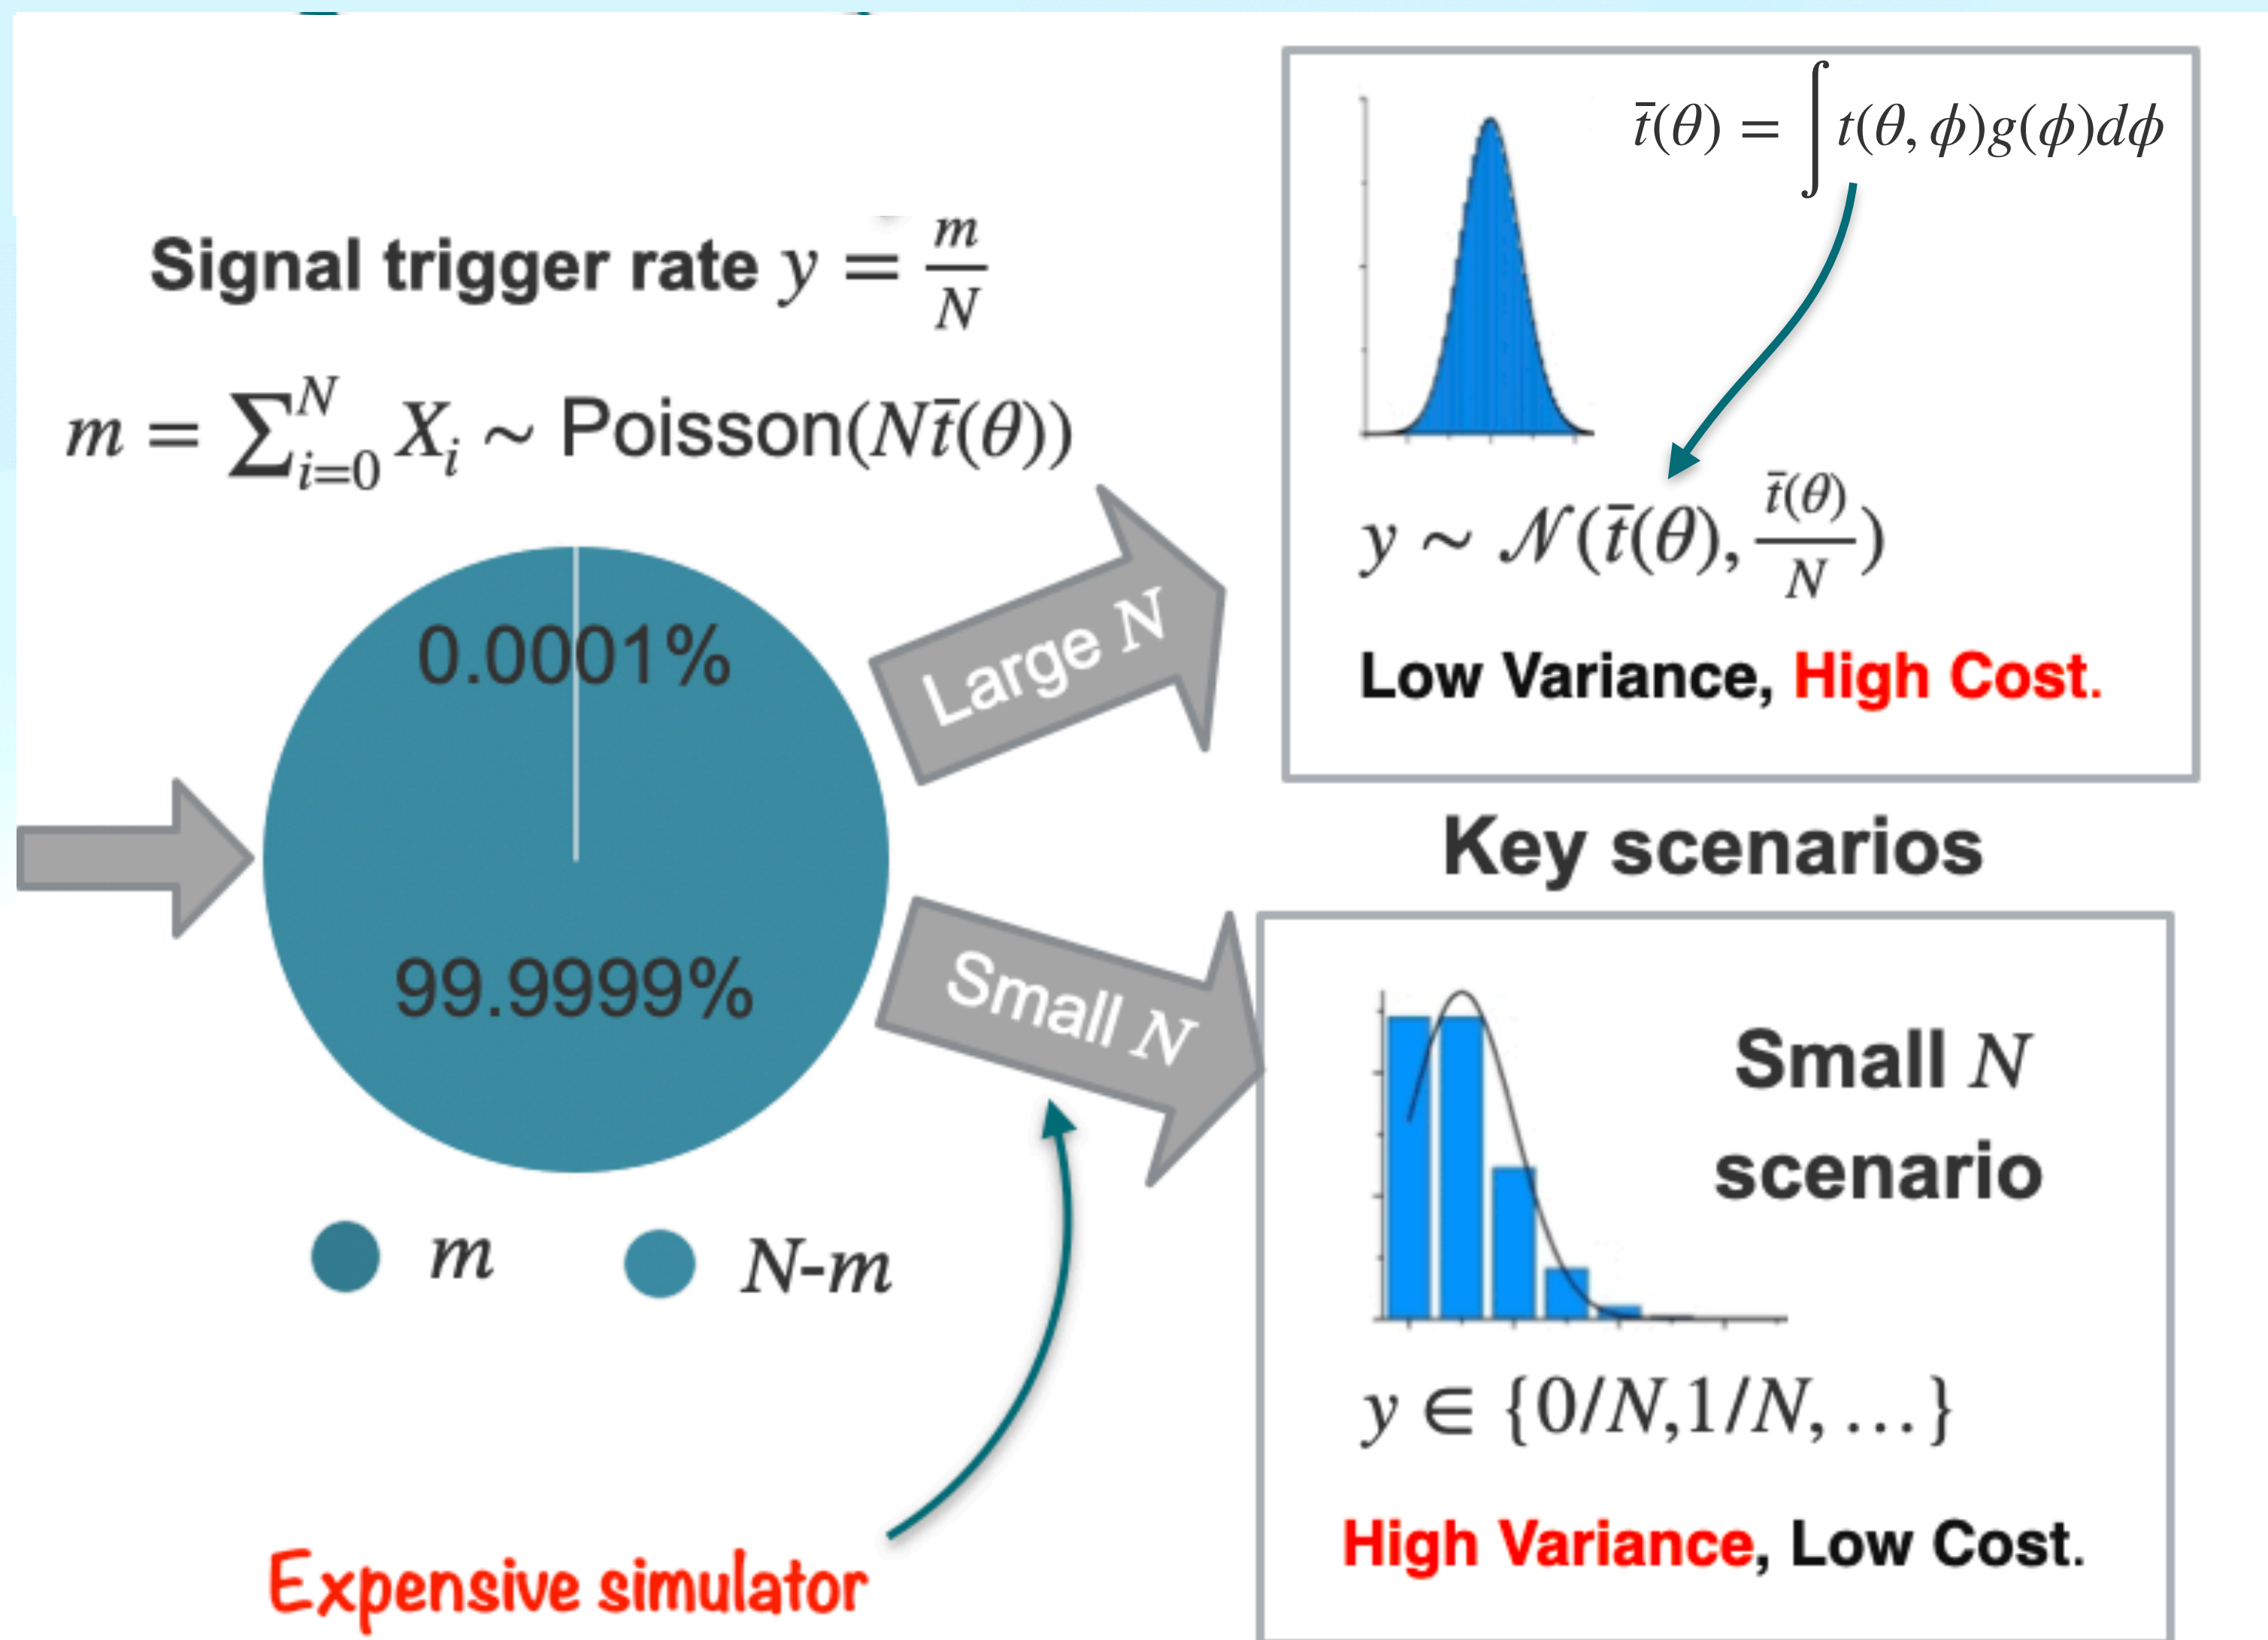 Signal trigger rate y = m/N
m = ∑_{i=0}^{N} X_i ~ Poisson(Nt̄(θ))
0.0001%
99.9999%
m
N-m
Expensive simulator
Large N
Small N
t̄(θ) = ∫ t(θ, ϕ)g(ϕ)dϕ
y ~ 𝒩(t̄(θ), t̄(θ)/N)
Low Variance, High Cost.
Key scenarios
Small N
scenario
y ∈ {0/N,1/N, …}
High Variance, Low Cost.